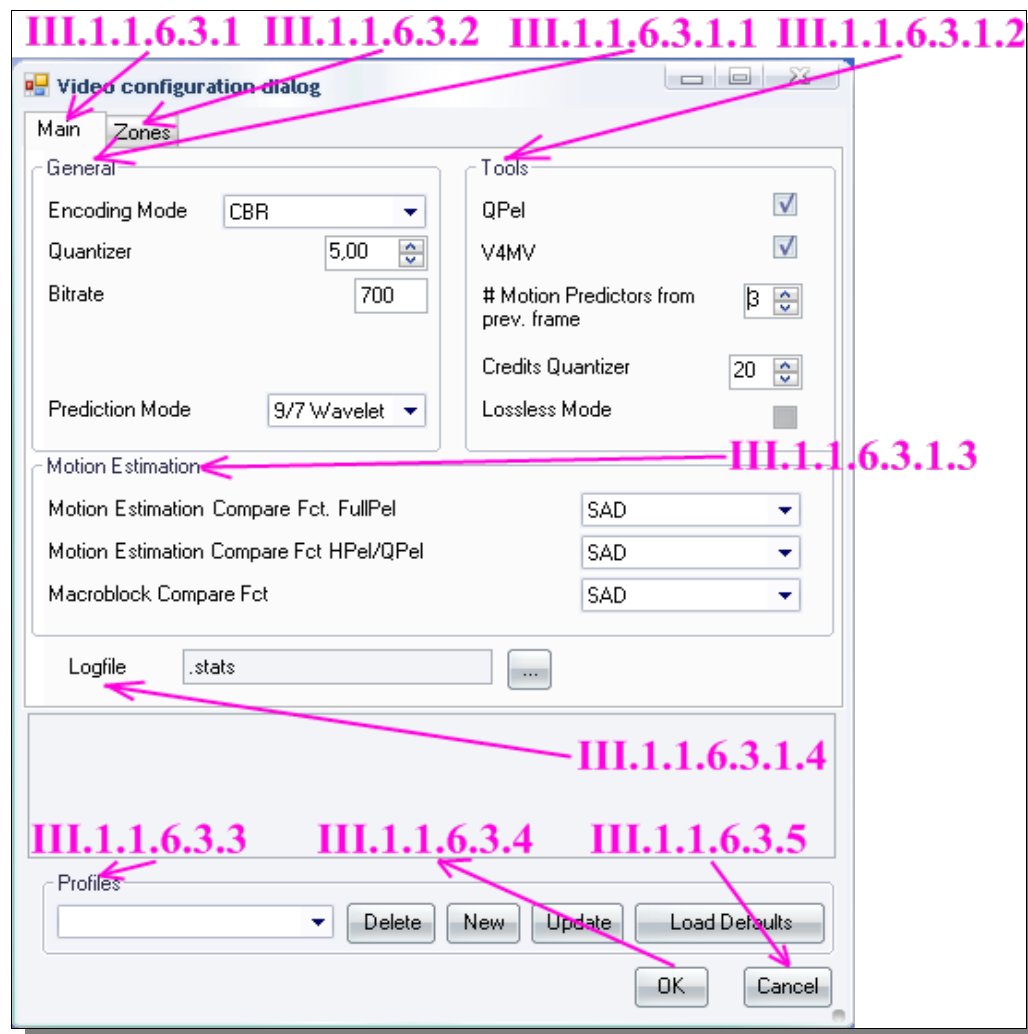 III.1.1.6.3.1 III.1.1.6.3.2 III.1.1.6.3.1.1 III.1.1.6.3.1.2
Video configuration dialog
Main Zones
General
Encoding Mode CBR
Quantizer 5,00
Bitrate 700
Prediction Mode 9/7 Wavelet
Tools
QPel
V4MV
# Motion Predictors from
prev. frame 3
Credits Quantizer 20
Lossless Mode
III.1.1.6.3.1.3
Motion Estimation
Motion Estimation Compare Fct. FullPel SAD
Motion Estimation Compare Fct HPel/QPel SAD
Macroblock Compare Fct SAD
Logfile .stats ...
III.1.1.6.3.1.4
III.1.1.6.3.3 III.1.1.6.3.4 III.1.1.6.3.5
Profiles
Delete New Update Load Defaults
OK Cancel